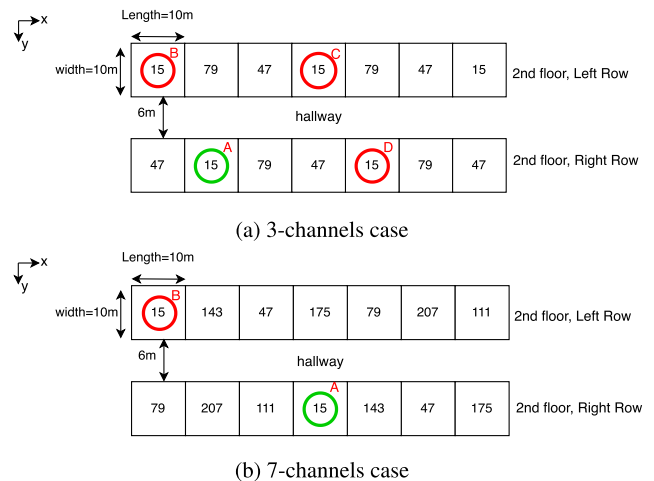 x
y
Length=10m
width=10m
B
C
15 79 47 15 79 47 15
2nd floor, Left Row
6m
hallway
A
D
47 15 79 47 15 79 47
2nd floor, Right Row
(a) 3-channels case
x
y
Length=10m
width=10m
B
15 143 47 175 79 207 111
2nd floor, Left Row
6m
hallway
A
79 207 111 15 143 47 175
2nd floor, Right Row
(b) 7-channels case